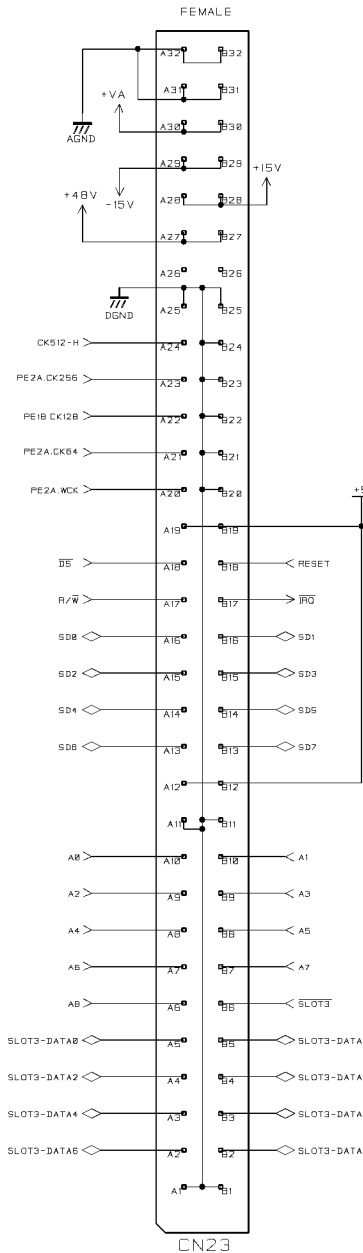 FEMALE
A32 B32
A31 B31
+VA
AGND
A30 B30
A29 B29
+15V
-15V
A28 B28
+48V
A27 B27
A26 B26
DGND
A25 B25
CK512-H A24 B24
PE2A.CK256 A23 B23
PE1B.CK128 A22 B22
PE2A.CK64 A21 B21
PE2A.WCK A20 B20
A19 B19
DS A18 B18 RESET
R/W A17 B17 IRQ
SD0 A16 B16 SD1
SD2 A15 B15 SD3
SD4 A14 B14 SD5
SD6 A13 B13 SD7
A12 B12
A11 B11
A0 A10 B10 A1
A2 A9 B9 A3
A4 A8 B8 A5
A6 A7 B7 A7
A8 A6 B6 SLOT3
SLOT3-DATA0 A5 B5 SLOT3-DATA
SLOT3-DATA2 A4 B4 SLOT3-DATA
SLOT3-DATA4 A3 B3 SLOT3-DATA
SLOT3-DATA6 A2 B2 SLOT3-DATA
A1 B1
CN23